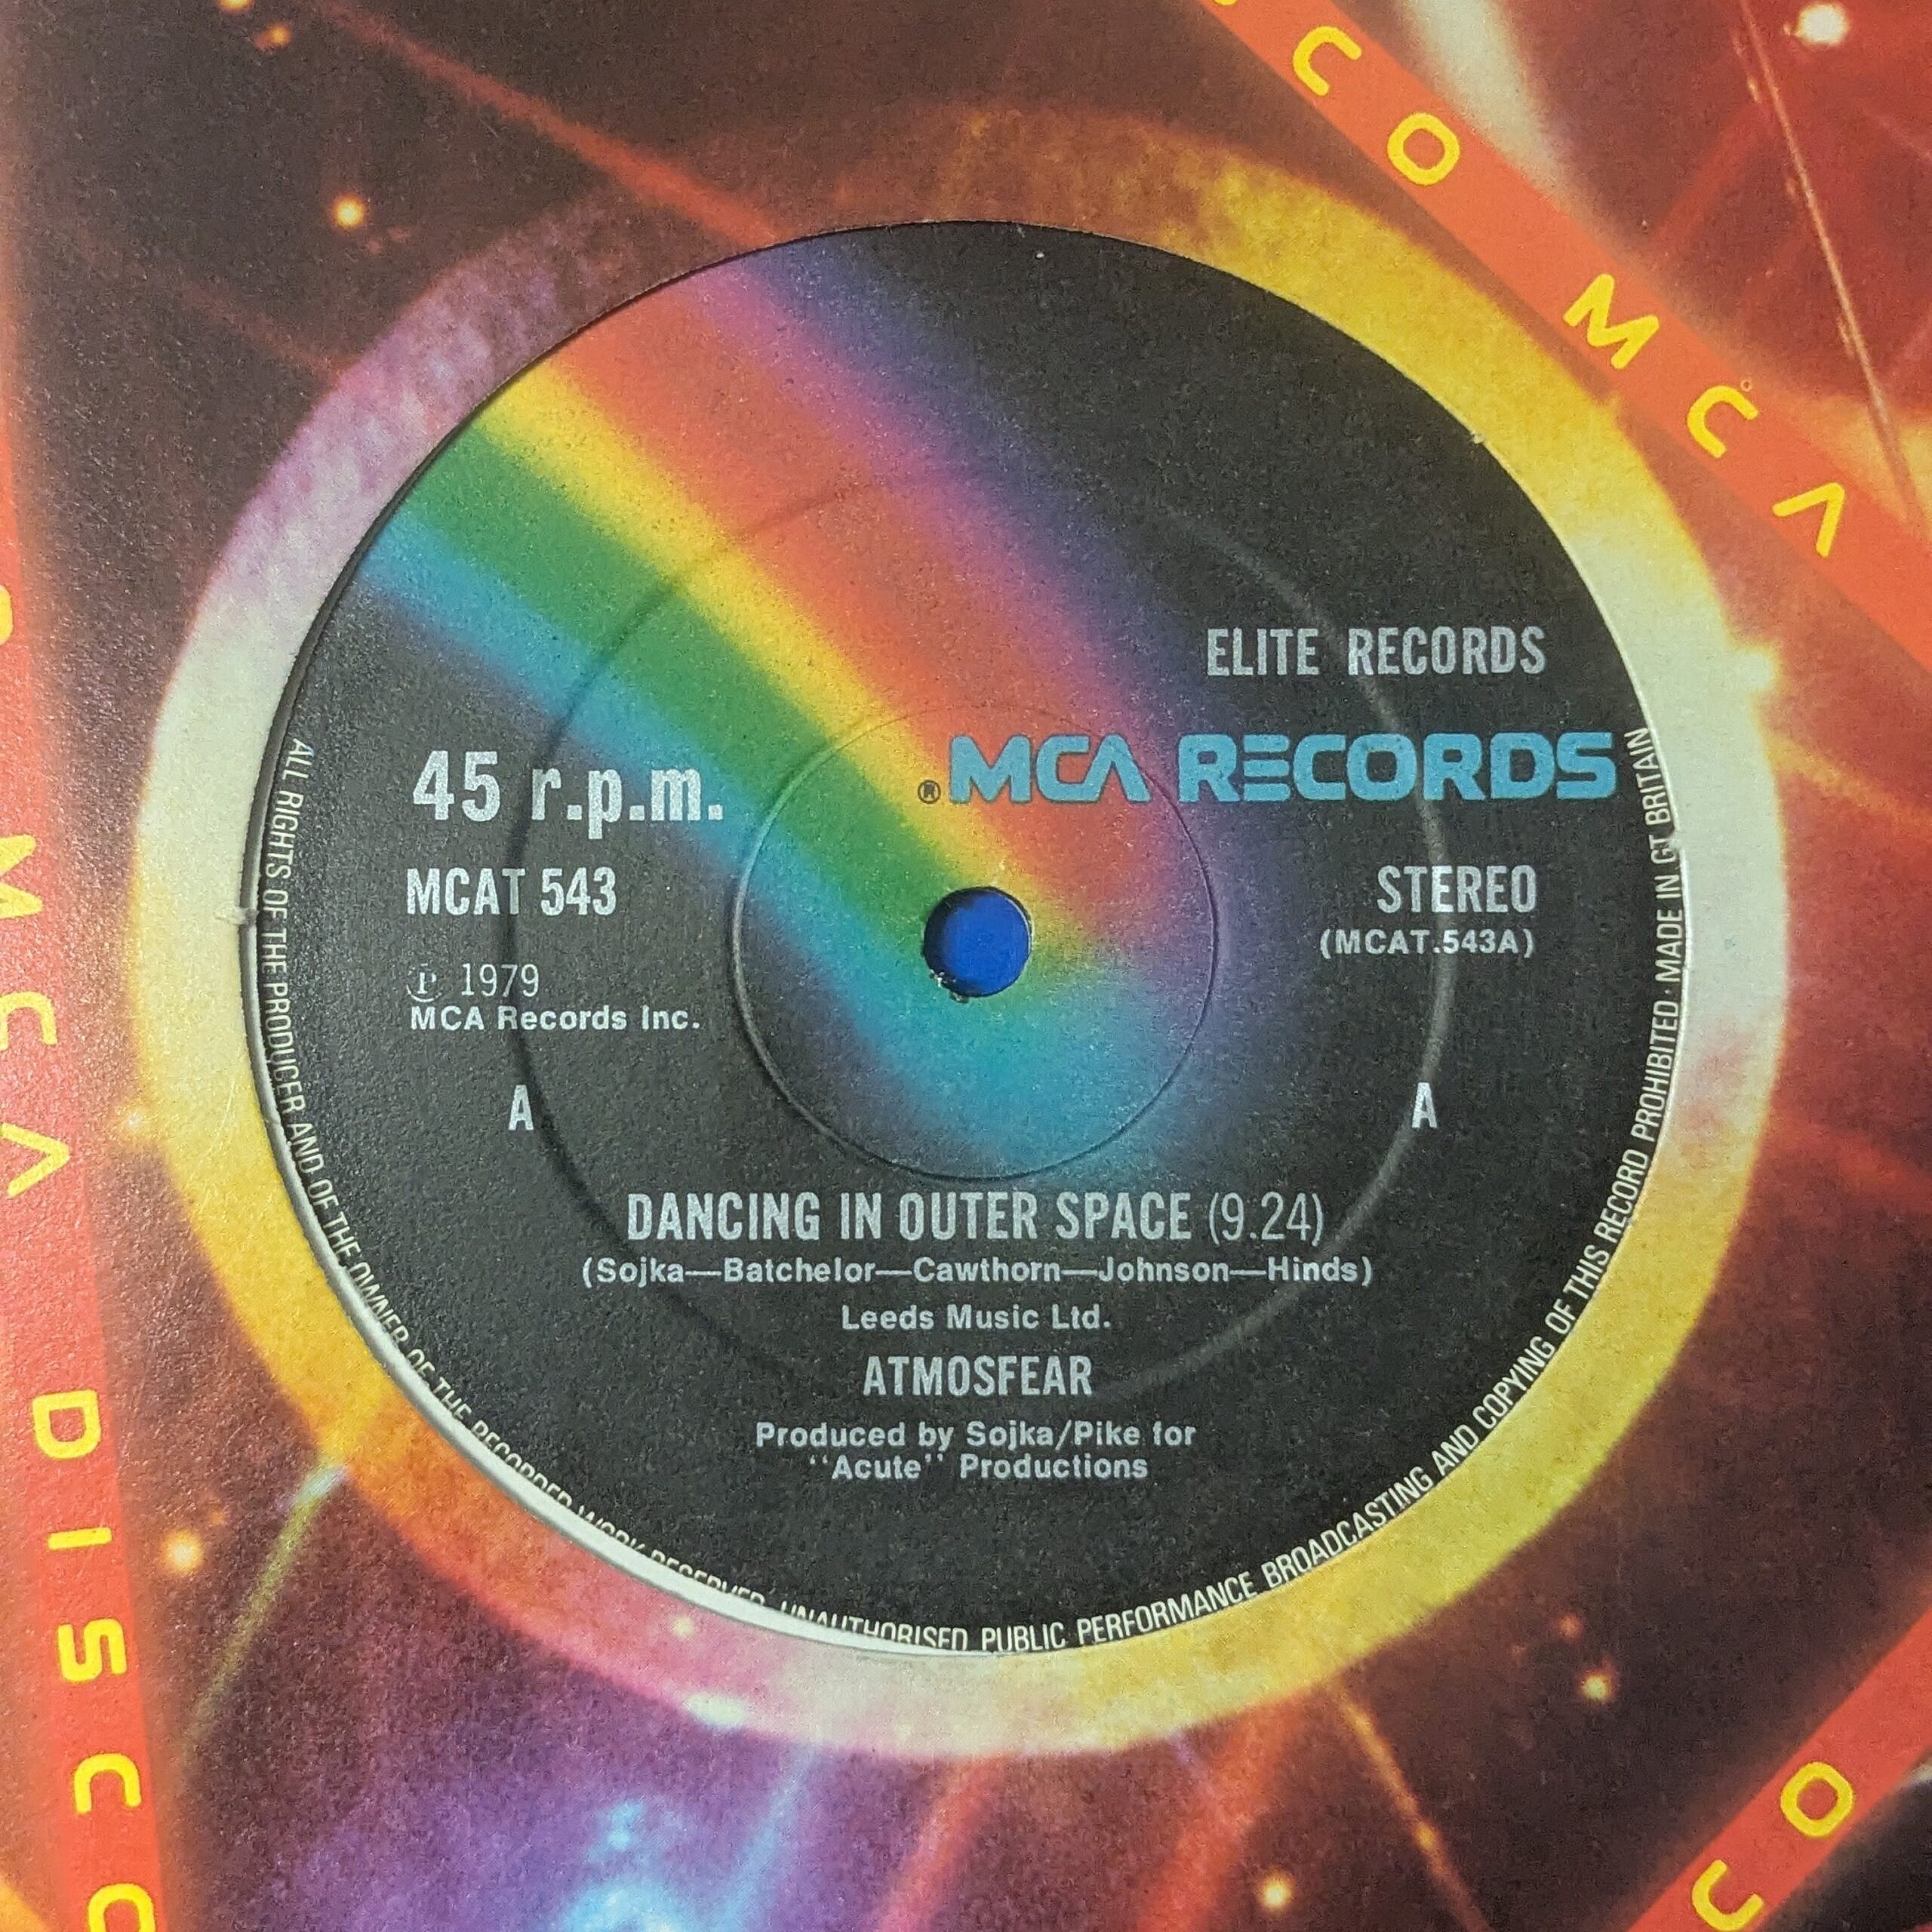 CO MCA
ELITE RECORDS
® MCA RECORDS
45 r.p.m.
MCAT 543
STEREO
(MCAT.543A)
℗ 1979
MCA Records Inc.
A
A
DANCING IN OUTER SPACE (9.24)
(Sojka—Batchelor—Cawthorn—Johnson—Hinds)
Leeds Music Ltd.
ATMOSFEAR
Produced by Sojka/Pike for
"Acute" Productions
ALL RIGHTS OF THE PRODUCER AND OF THE OWNER OF THE RECORDED WORK RESERVED. UNAUTHORISED PUBLIC PERFORMANCE BROADCASTING AND COPYING OF THIS RECORD PROHIBITED · MADE IN GT BRITAIN
MCA DISCO